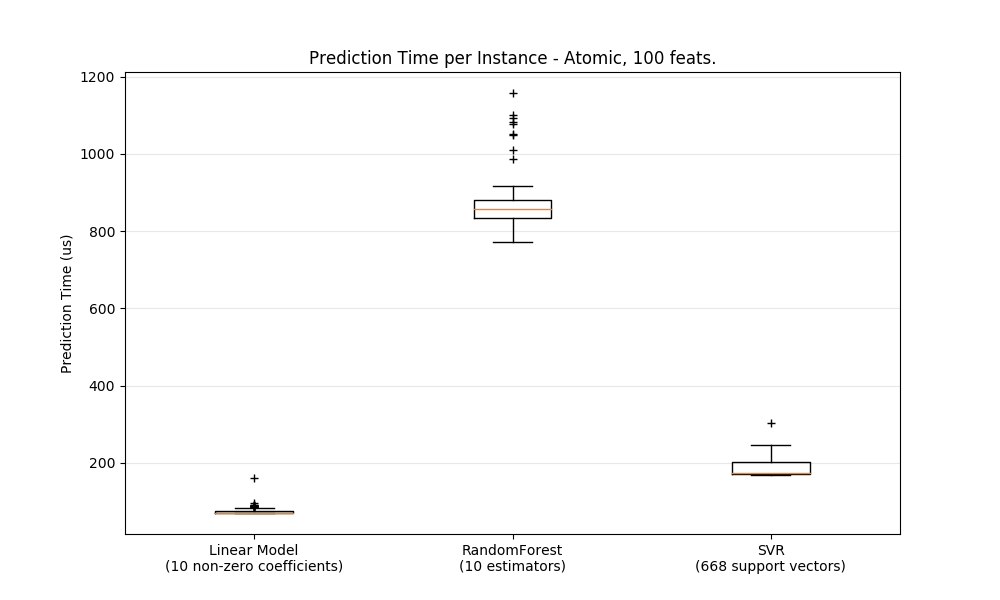 Prediction Time per Instance - Atomic, 100 feats.
1200
1000
800
600
400
200
Prediction Time (us)
Linear Model
(10 non-zero coefficients)
RandomForest
(10 estimators)
SVR
(668 support vectors)